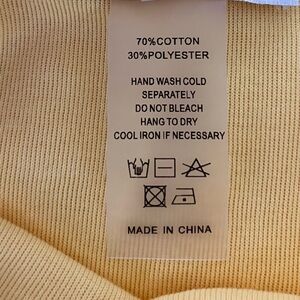 70%COTTON
30%POLYESTER
HAND WASH COLD
SEPARATELY
DO NOT BLEACH
HANG TO DRY
COOL IRON IF NECESSARY
MADE IN CHINA